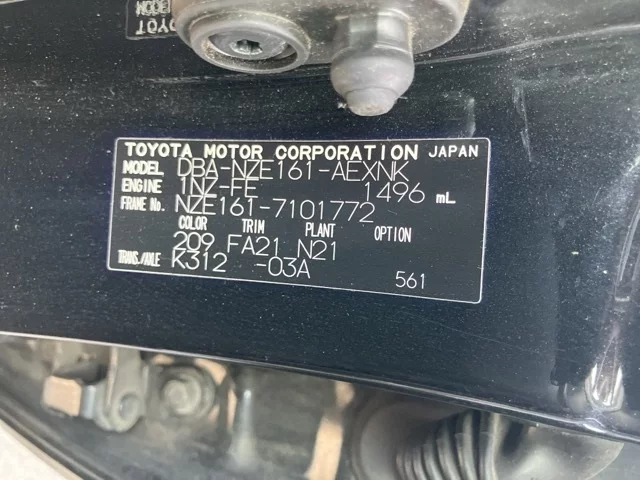 TOYOTA MOTOR CORPORATION JAPAN
MODEL DBA-NZE161-AEXNK
ENGINE 1NZ-FE 1496 mL
FRAME No. NZE161-7101772
COLOR TRIM PLANT OPTION
209 FA21 N21
TRANS./AXLE K312 -03A
561